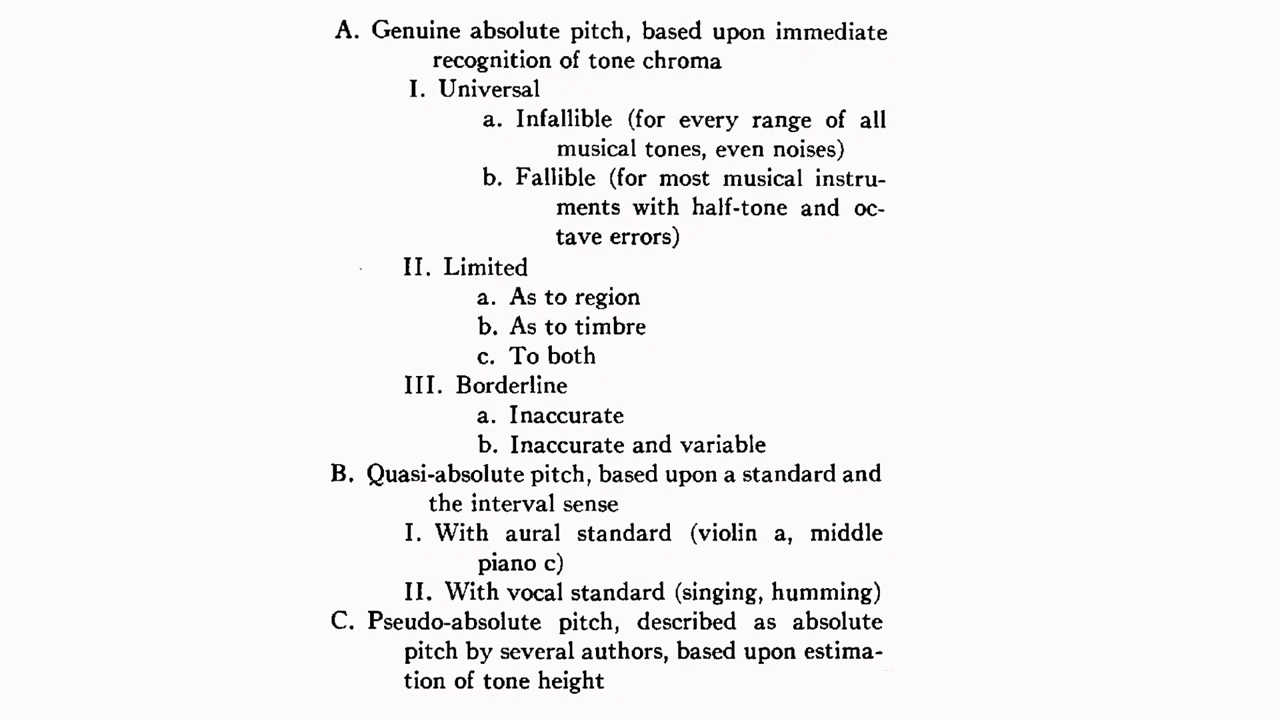 A. Genuine absolute pitch, based upon immediate
recognition of tone chroma
I. Universal
a. Infallible (for every range of all
musical tones, even noises)
b. Fallible (for most musical instru-
ments with half-tone and oc-
tave errors)
II. Limited
a. As to region
b. As to timbre
c. To both
III. Borderline
a. Inaccurate
b. Inaccurate and variable
B. Quasi-absolute pitch, based upon a standard and
the interval sense
I. With aural standard (violin a, middle
piano c)
II. With vocal standard (singing, humming)
C. Pseudo-absolute pitch, described as absolute
pitch by several authors, based upon estima-
tion of tone height